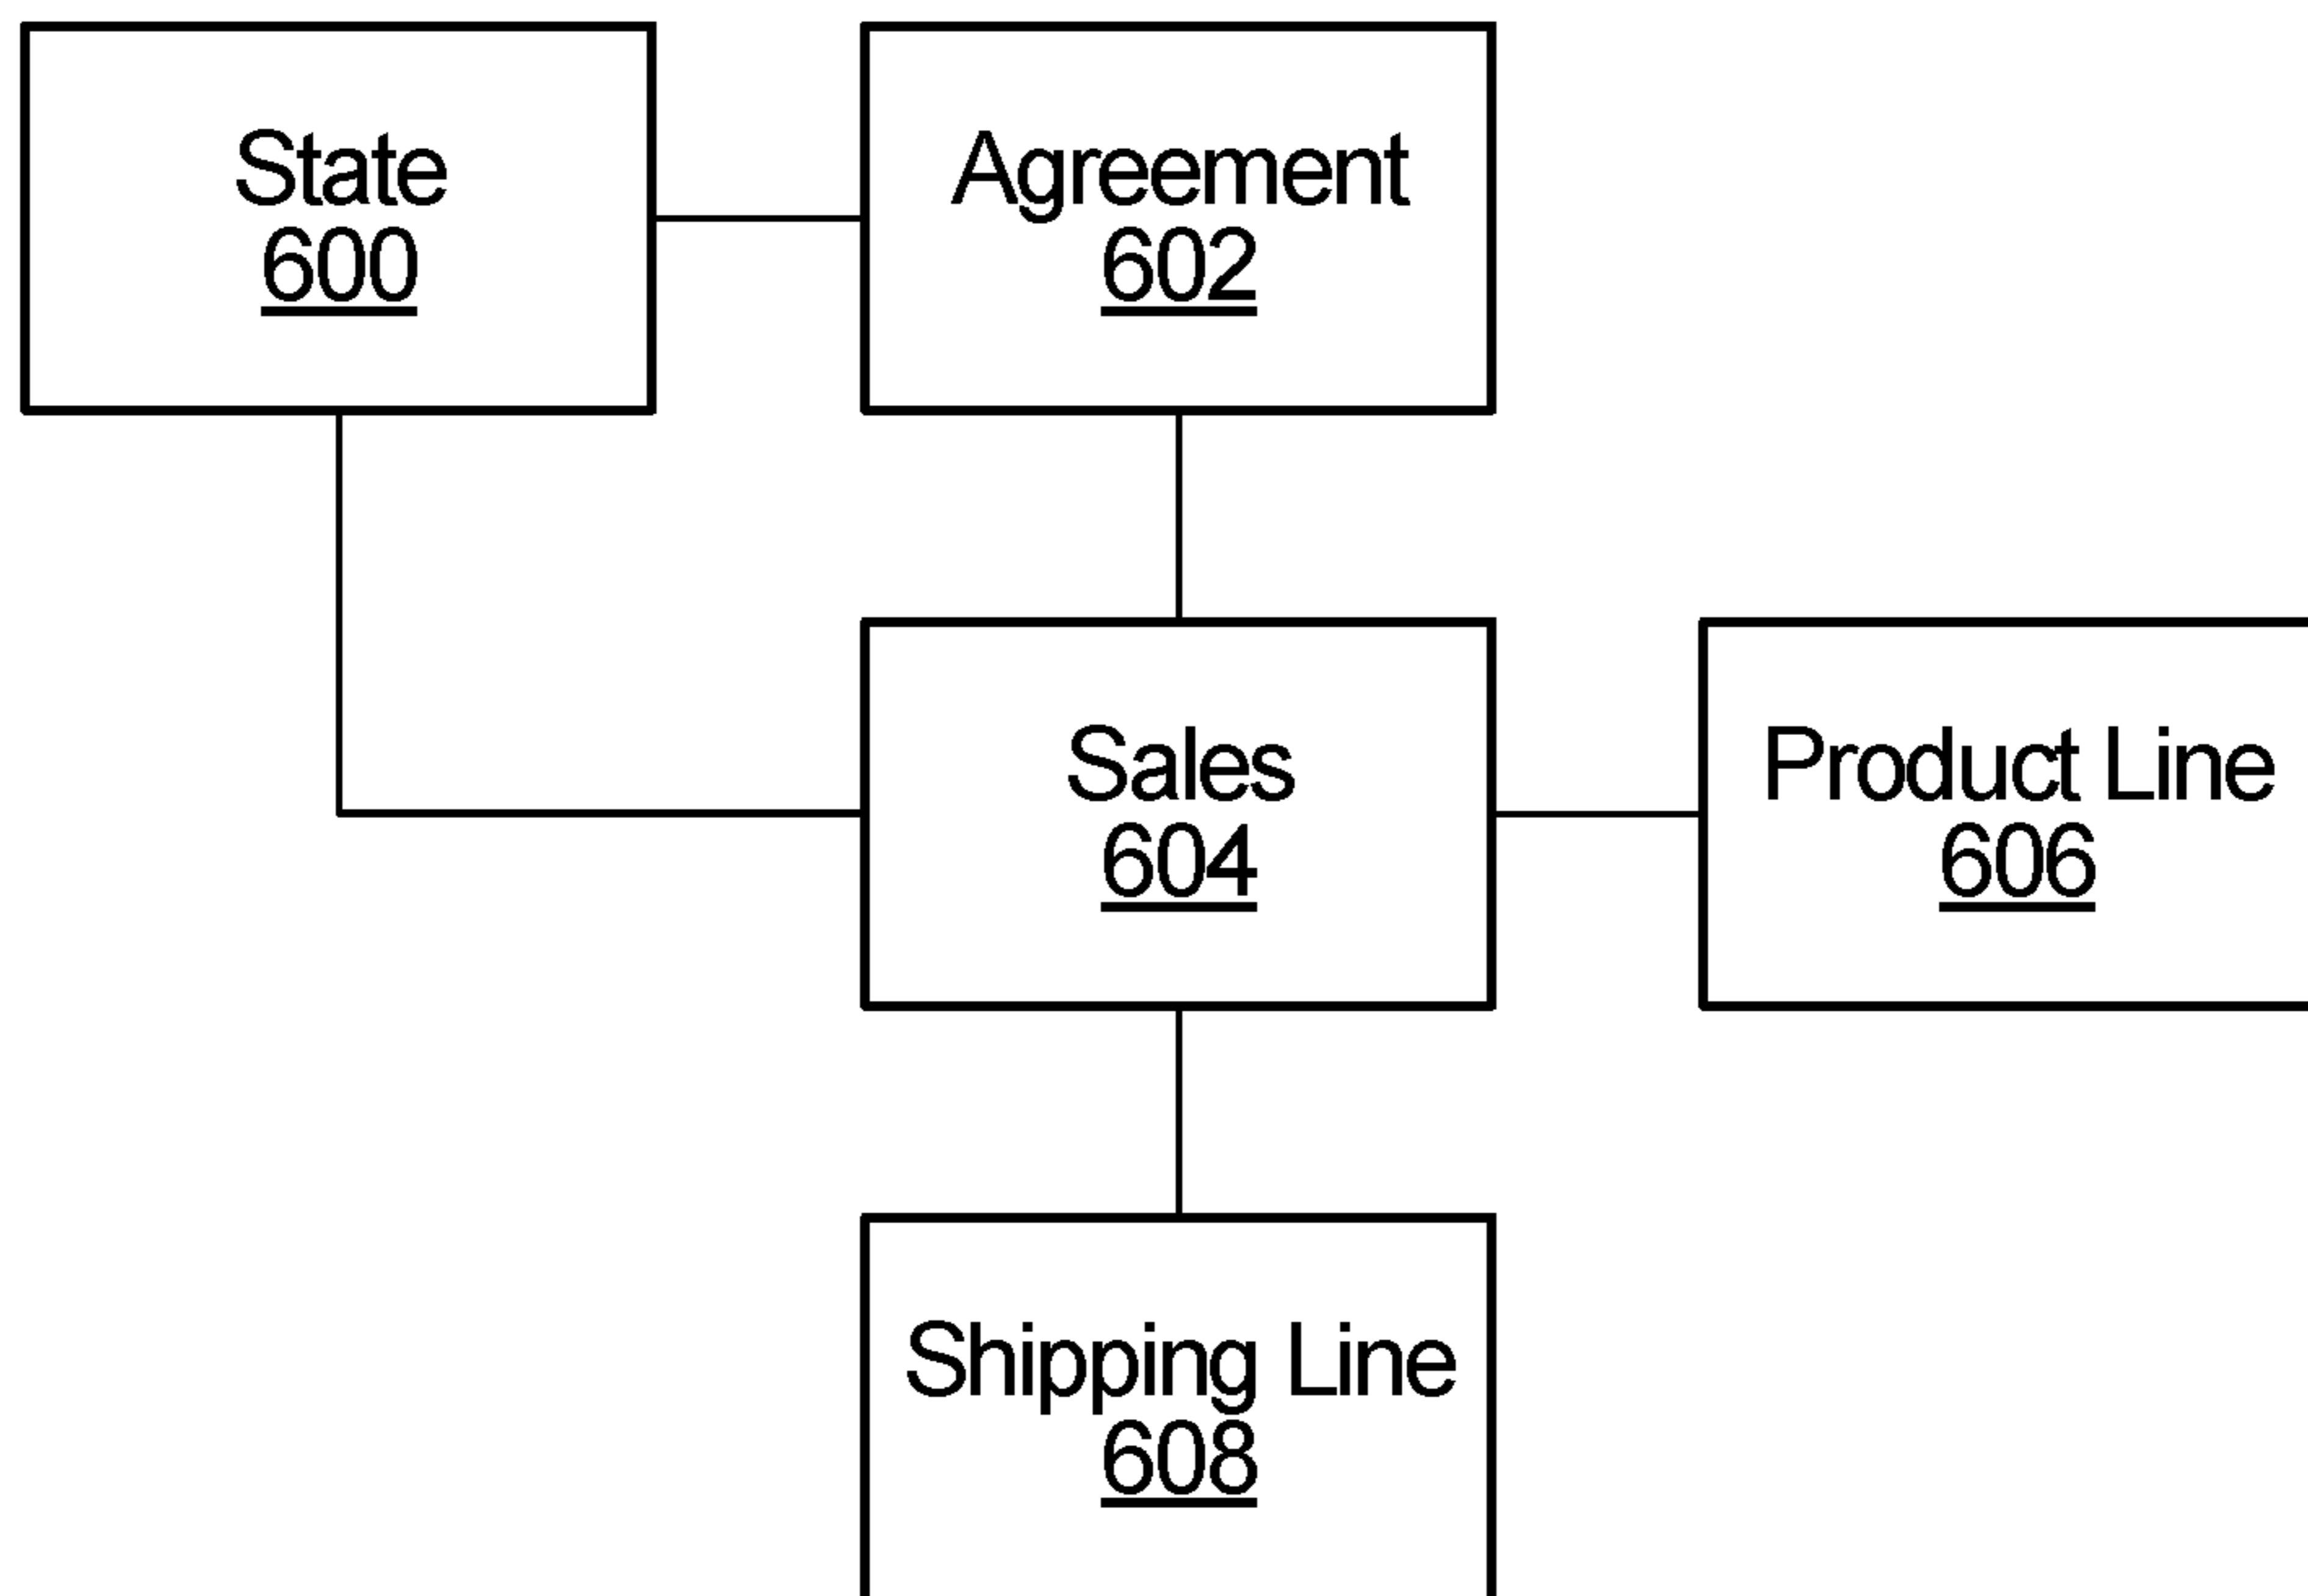 State
600
Agreement
602
Sales
604
Product Line
606
Shipping Line
608